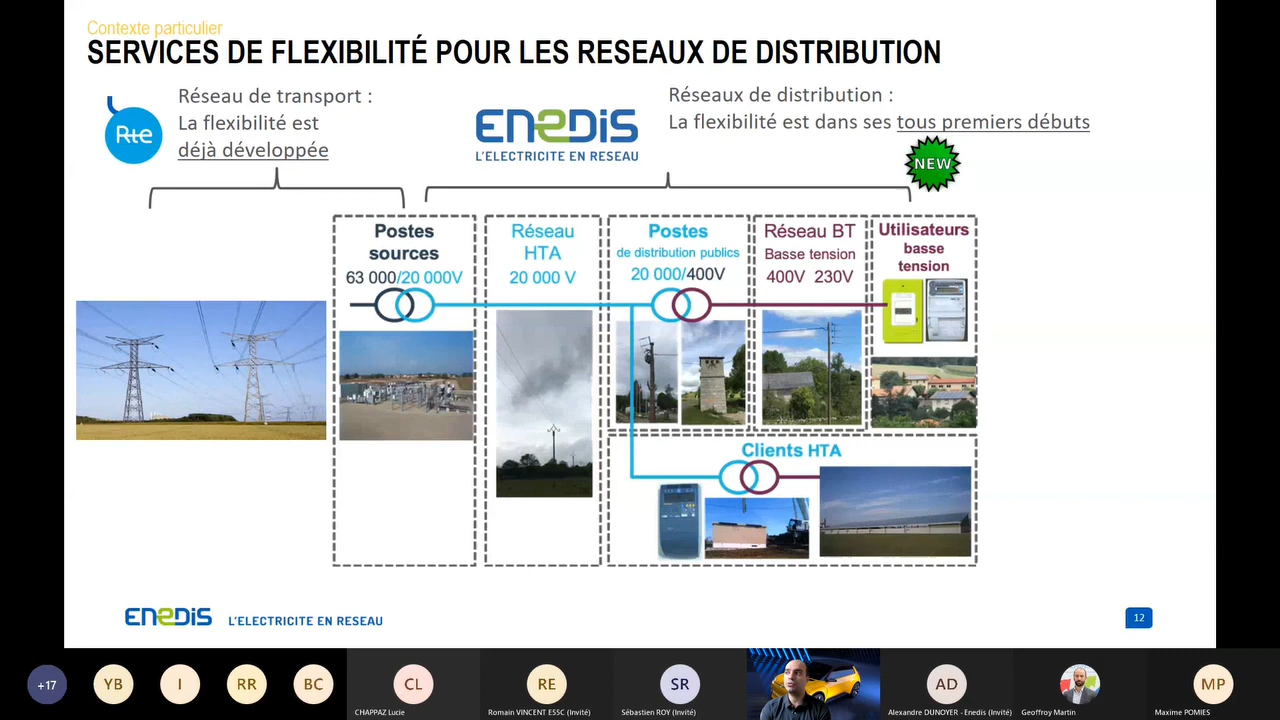 Contexte particulier
SERVICES DE FLEXIBILITÉ POUR LES RESEAUX DE DISTRIBUTION
Rte
Réseau de transport :
La flexibilité est
déjà développée
ENEDIS
L'ELECTRICITE EN RESEAU
Réseaux de distribution :
La flexibilité est dans ses tous premiers débuts
NEW
Postes
sources
63 000/20 000V
Réseau
HTA
20 000 V
Postes
de distribution publics
20 000/400V
Réseau BT
Basse tension
400V 230V
Utilisateurs
basse
tension
Clients HTA
ENEDIS
L'ELECTRICITE EN RESEAU
12
+17
YB
I
RR
BC
CL
CHAPPAZ Lucie
RE
Romain VINCENT E5SC (Invité)
SR
Sébastien ROY (Invité)
AD
Alexandre DUNOYER - Enedis (Invité)
Geoffroy Martin
MP
Maxime POMIES